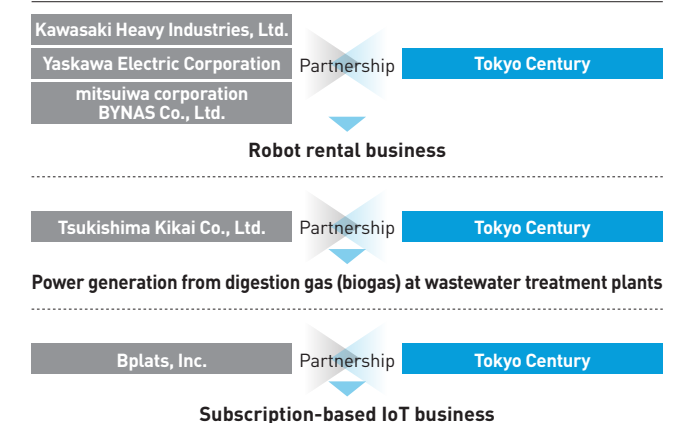 Kawasaki Heavy Industries, Ltd.
Yaskawa Electric Corporation
mitsuiwa corporation
BYNAS Co., Ltd.
Partnership
Tokyo Century
Robot rental business
Tsukishima Kikai Co., Ltd.
Partnership
Tokyo Century
Power generation from digestion gas (biogas) at wastewater treatment plants
Bplats, Inc.
Partnership
Tokyo Century
Subscription-based IoT business